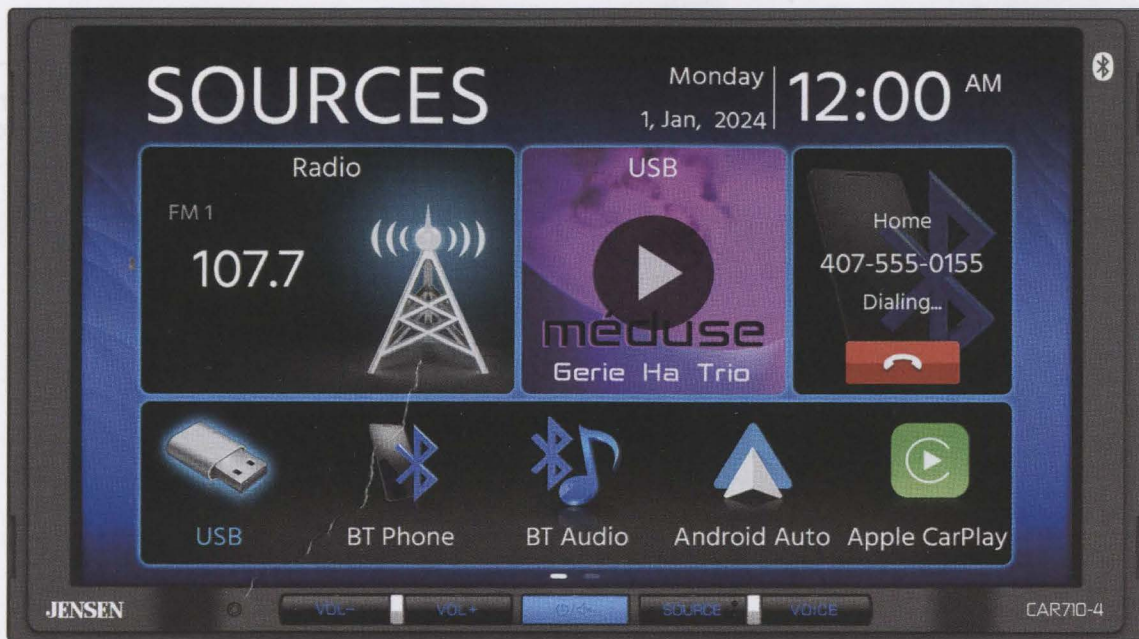 SOURCES
Monday
1, Jan, 2024
12:00 AM
Radio
FM 1
107.7
USB
méduse
Gerie Ha Trio
Home
407-555-0155
Dialing...
USB
BT Phone
BT Audio
Android Auto
Apple CarPlay
JENSEN
VOL-
VOL+
SOURCE
VOICE
CAR710-4